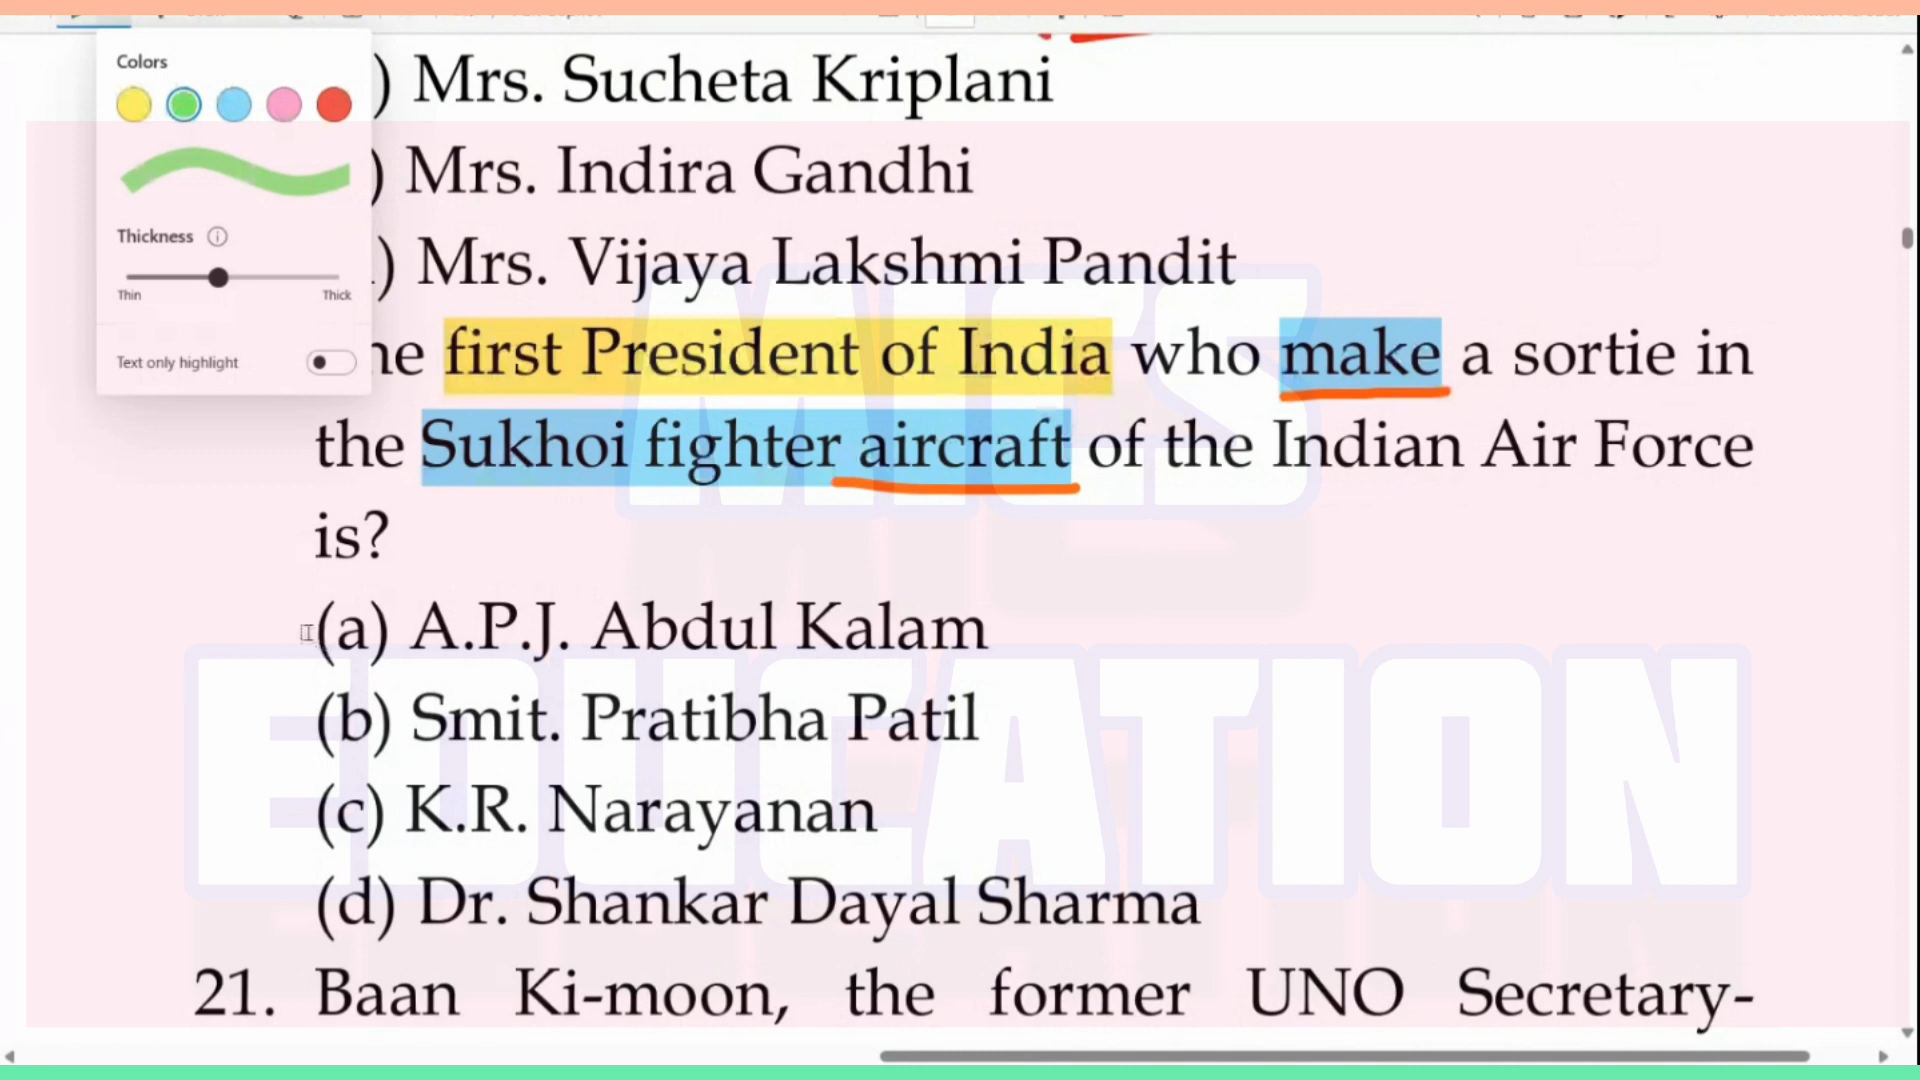 Colors
Thickness
Thin Thick
Text only highlight
) Mrs. Sucheta Kriplani
) Mrs. Indira Gandhi
) Mrs. Vijaya Lakshmi Pandit
he first President of India who make a sortie in
the Sukhoi fighter aircraft of the Indian Air Force
is?
(a) A.P.J. Abdul Kalam
(b) Smit. Pratibha Patil
(c) K.R. Narayanan
(d) Dr. Shankar Dayal Sharma
21. Baan Ki-moon, the former UNO Secretary-
MICS
EDUCATION